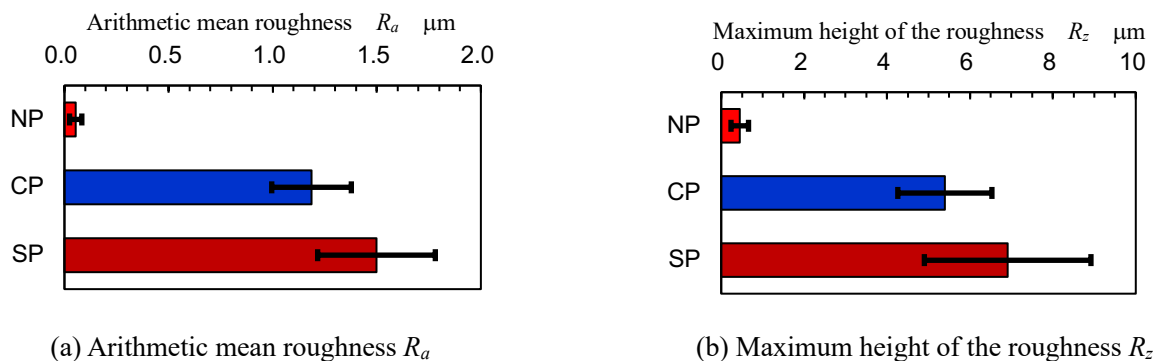 Arithmetic mean roughness Ra μm
0.0 0.5 1.0 1.5 2.0
NP
CP
SP
(a) Arithmetic mean roughness Ra
Maximum height of the roughness Rz μm
0 2 4 6 8 10
NP
CP
SP
(b) Maximum height of the roughness Rz